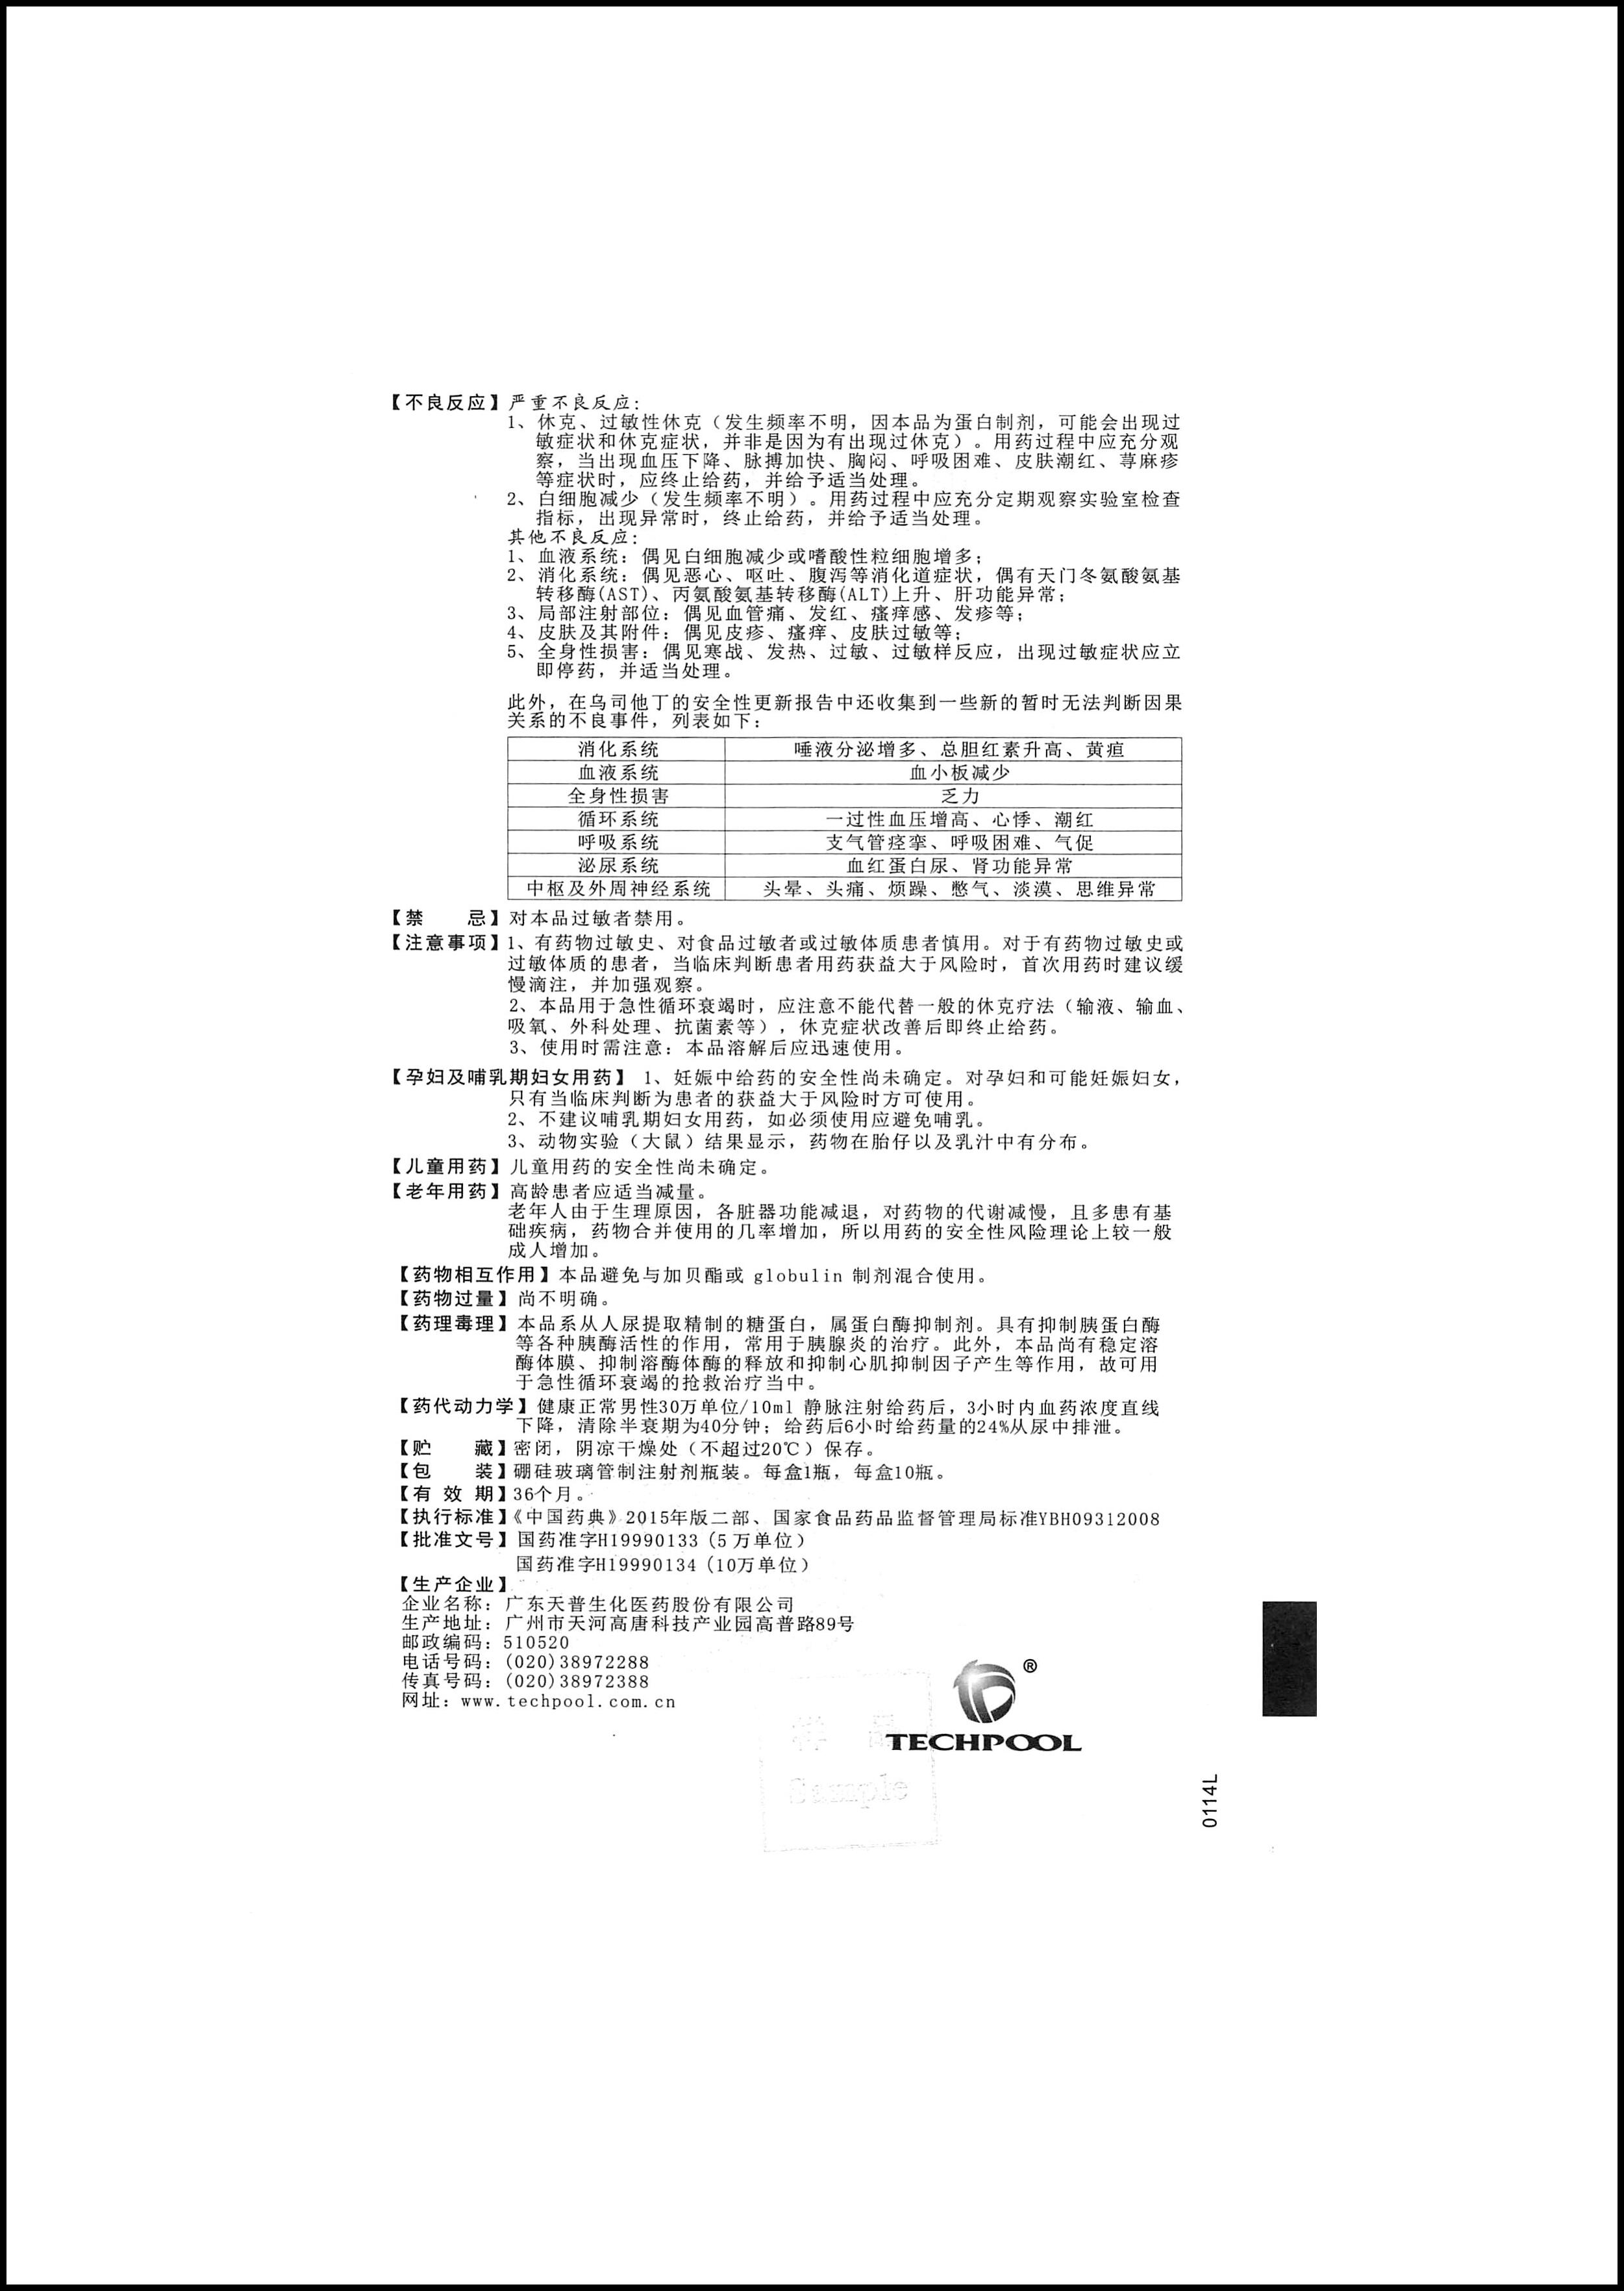 【不良反应】严重不良反应：
1、休克、过敏性休克（发生频率不明，因本品为蛋白制剂，可能会出现过
敏症状和休克症状，并非是因为有出现过休克）。用药过程中应充分观
察，当出现血压下降、脉搏加快、胸闷、呼吸困难、皮肤潮红、荨麻疹
等症状时，应终止给药，并给予适当处理。
2、白细胞减少（发生频率不明）。用药过程中应充分定期观察实验室检查
指标，出现异常时，终止给药，并给予适当处理。
其他不良反应：
1、血液系统：偶见白细胞减少或嗜酸性粒细胞增多；
2、消化系统：偶见恶心、呕吐、腹泻等消化道症状，偶有天门冬氨酸氨基
转移酶(AST)、丙氨酸氨基转移酶(ALT)上升、肝功能异常；
3、局部注射部位：偶见血管痛、发红、瘙痒感、发疹等；
4、皮肤及其附件：偶见皮疹、瘙痒、皮肤过敏等；
5、全身性损害：偶见寒战、发热、过敏、过敏样反应，出现过敏症状应立
即停药，并适当处理。
此外，在乌司他丁的安全性更新报告中还收集到一些新的暂时无法判断因果
关系的不良事件，列表如下：
消化系统 唾液分泌增多、总胆红素升高、黄疸
血液系统 血小板减少
全身性损害 乏力
循环系统 一过性血压增高、心悸、潮红
呼吸系统 支气管痉挛、呼吸困难、气促
泌尿系统 血红蛋白尿、肾功能异常
中枢及外周神经系统 头晕、头痛、烦躁、憋气、淡漠、思维异常
【禁 忌】对本品过敏者禁用。
【注意事项】1、有药物过敏史、对食品过敏者或过敏体质患者慎用。对于有药物过敏史或
过敏体质的患者，当临床判断患者用药获益大于风险时，首次用药时建议缓
慢滴注，并加强观察。
2、本品用于急性循环衰竭时，应注意不能代替一般的休克疗法（输液、输血、
吸氧、外科处理、抗菌素等），休克症状改善后即终止给药。
3、使用时需注意：本品溶解后应迅速使用。
【孕妇及哺乳期妇女用药】 1、妊娠中给药的安全性尚未确定。对孕妇和可能妊娠妇女，
只有当临床判断为患者的获益大于风险时方可使用。
2、不建议哺乳期妇女用药，如必须使用应避免哺乳。
3、动物实验（大鼠）结果显示，药物在胎仔以及乳汁中有分布。
【儿童用药】儿童用药的安全性尚未确定。
【老年用药】高龄患者应适当减量。
老年人由于生理原因，各脏器功能减退，对药物的代谢减慢，且多患有基
础疾病，药物合并使用的几率增加，所以用药的安全性风险理论上较一般
成人增加。
【药物相互作用】本品避免与加贝酯或 globulin 制剂混合使用。
【药物过量】尚不明确。
【药理毒理】本品系从人尿提取精制的糖蛋白，属蛋白酶抑制剂。具有抑制胰蛋白酶
等各种胰酶活性的作用，常用于胰腺炎的治疗。此外，本品尚有稳定溶
酶体膜、抑制溶酶体酶的释放和抑制心肌抑制因子产生等作用，故可用
于急性循环衰竭的抢救治疗当中。
【药代动力学】健康正常男性30万单位/10ml 静脉注射给药后，3小时内血药浓度直线
下降，清除半衰期为40分钟；给药后6小时给药量的24%从尿中排泄。
【贮 藏】密闭，阴凉干燥处（不超过20℃）保存。
【包 装】硼硅玻璃管制注射剂瓶装。每盒1瓶，每盒10瓶。
【有 效 期】36个月。
【执行标准】《中国药典》2015年版二部、国家食品药品监督管理局标准YBH09312008
【批准文号】国药准字H19990133（5万单位）
国药准字H19990134（10万单位）
【生产企业】
企业名称：广东天普生化医药股份有限公司
生产地址：广州市天河高唐科技产业园高普路89号
邮政编码：510520
电话号码：(020)38972288
传真号码：(020)38972388
网址：www.techpool.com.cn
®
TECHPOOL
样 品
Sample
0114L